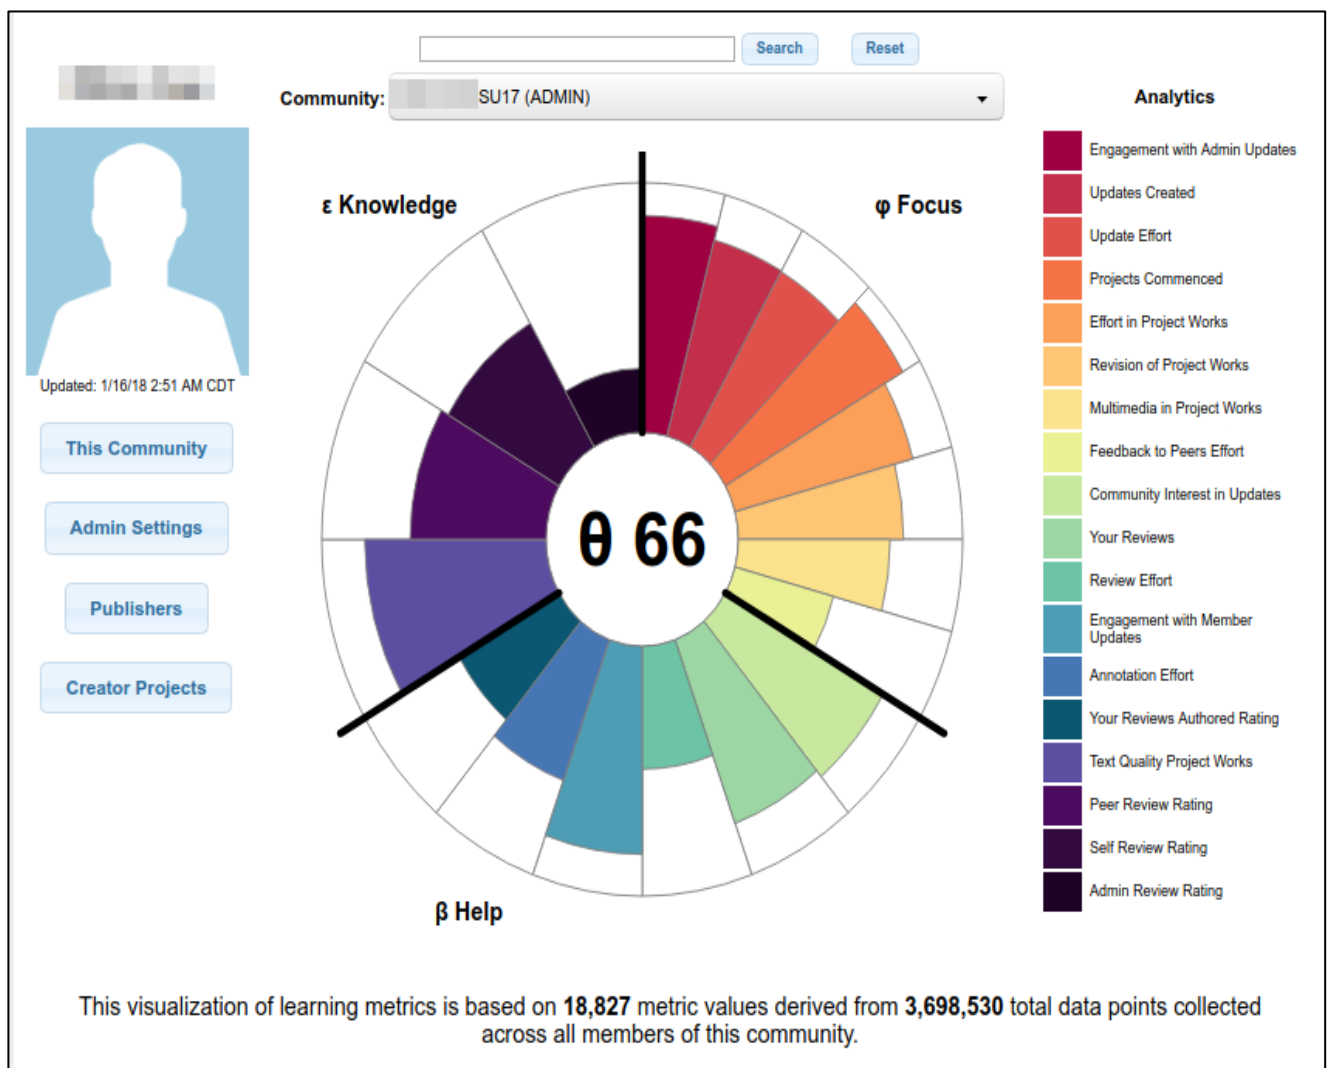 Search
Reset
Community:
SU17 (ADMIN)
Analytics
Updated: 1/16/18 2:51 AM CDT
This Community
Admin Settings
Publishers
Creator Projects
ε Knowledge
φ Focus
θ 66
β Help
Engagement with Admin Updates
Updates Created
Update Effort
Projects Commenced
Effort in Project Works
Revision of Project Works
Multimedia in Project Works
Feedback to Peers Effort
Community Interest in Updates
Your Reviews
Review Effort
Engagement with Member
Updates
Annotation Effort
Your Reviews Authored Rating
Text Quality Project Works
Peer Review Rating
Self Review Rating
Admin Review Rating
This visualization of learning metrics is based on 18,827 metric values derived from 3,698,530 total data points collected
across all members of this community.